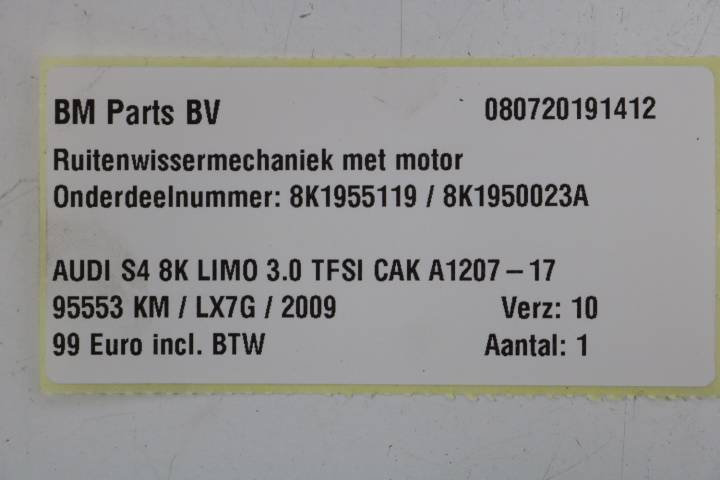 BM Parts BV 080720191412
Ruitenwissermechaniek met motor
Onderdeelnummer: 8K1955119 / 8K1950023A
AUDI S4 8K LIMO 3.0 TFSI CAK A1207 – 17
95553 KM / LX7G / 2009 Verz: 10
99 Euro incl. BTW Aantal: 1